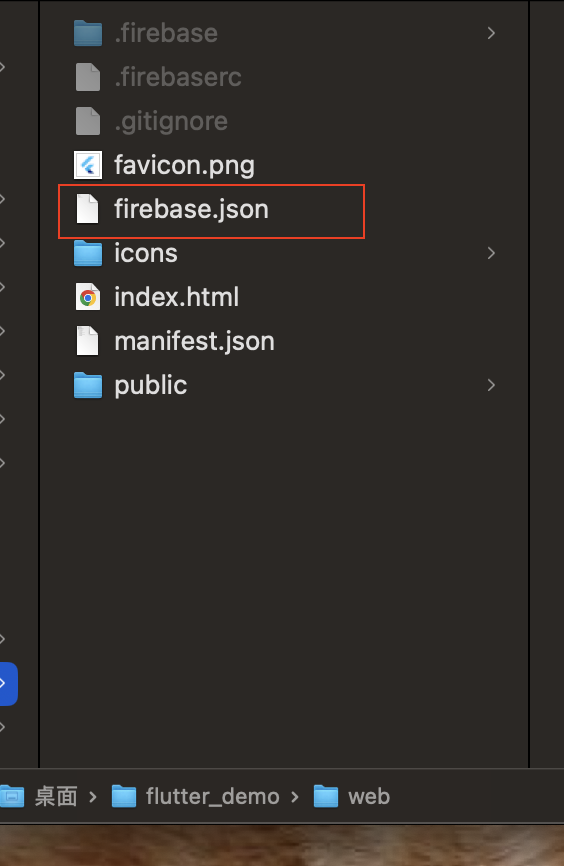 .firebase
.firebaserc
.gitignore
favicon.png
firebase.json
icons
index.html
manifest.json
public
桌面 › flutter_demo › web